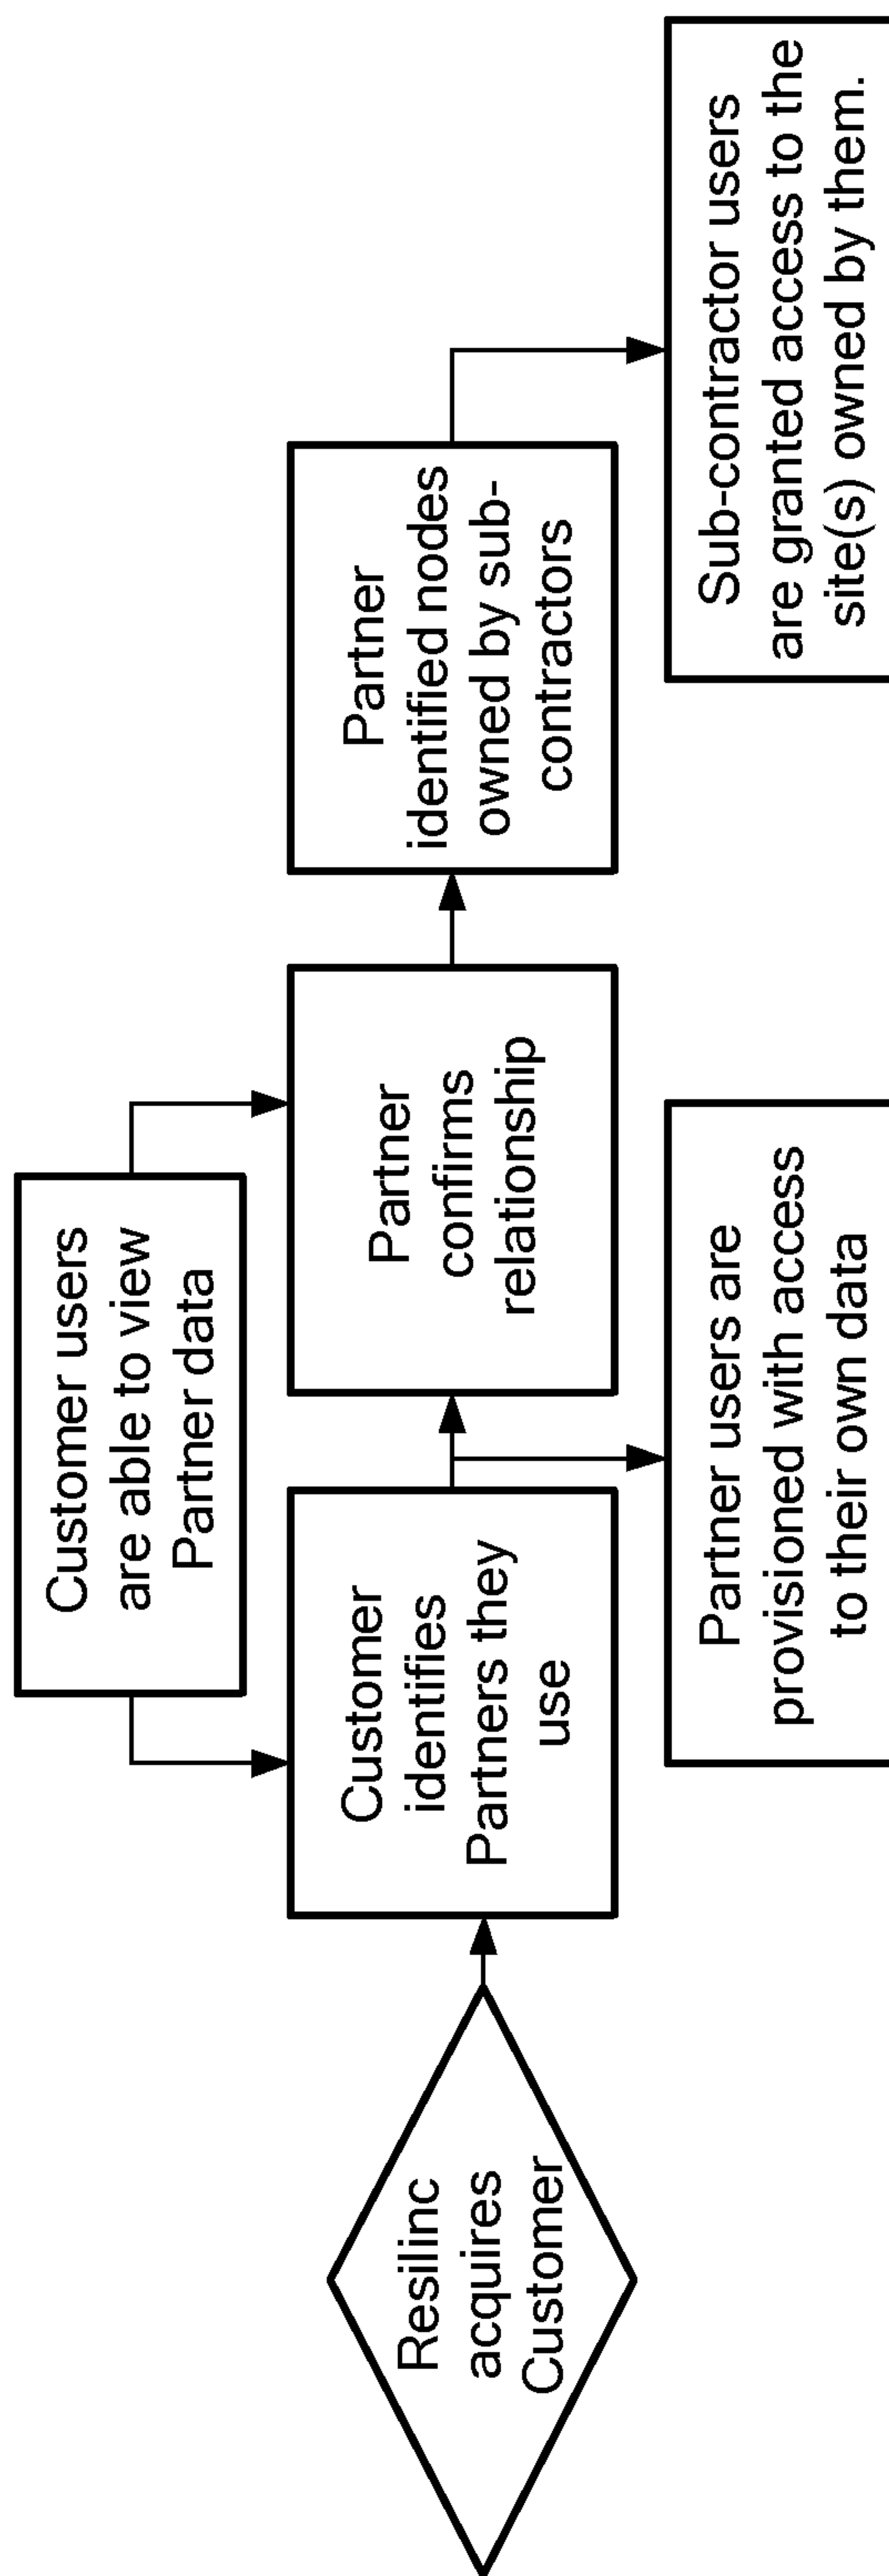 Customer users
are able to view
Partner data
Resilinc
acquires
Customer
Customer
identifies
Partners they
use
Partner
confirms
relationship
Partner
identified nodes
owned by sub-
contractors
Partner users are
provisioned with access
to their own data
Sub-contractor users
are granted access to the
site(s) owned by them.